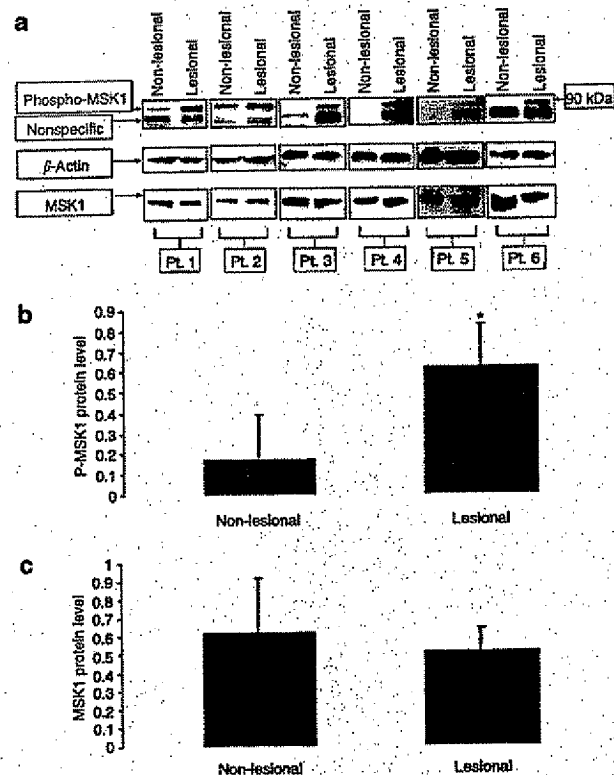 a
Non-lesional Lesional Non-lesional Lesional Non-lesional Lesional Non-lesional Lesional Non-lesional Lesional Non-lesional Lesional
Phospho-MSK1
90 kDa
Nonspecific
β-Actin
MSK1
Pt. 1 Pt. 2 Pt. 3 Pt. 4 Pt. 5 Pt. 6
b
P-MSK1 protein level
0.9
0.8
0.7
0.6
0.5
0.4
0.3
0.2
0.1
0
*
Non-lesional Lesional
c
MSK1 protein level
1
0.9
0.8
0.7
0.6
0.5
0.4
0.3
0.2
0.1
0
Non-lesional Lesional